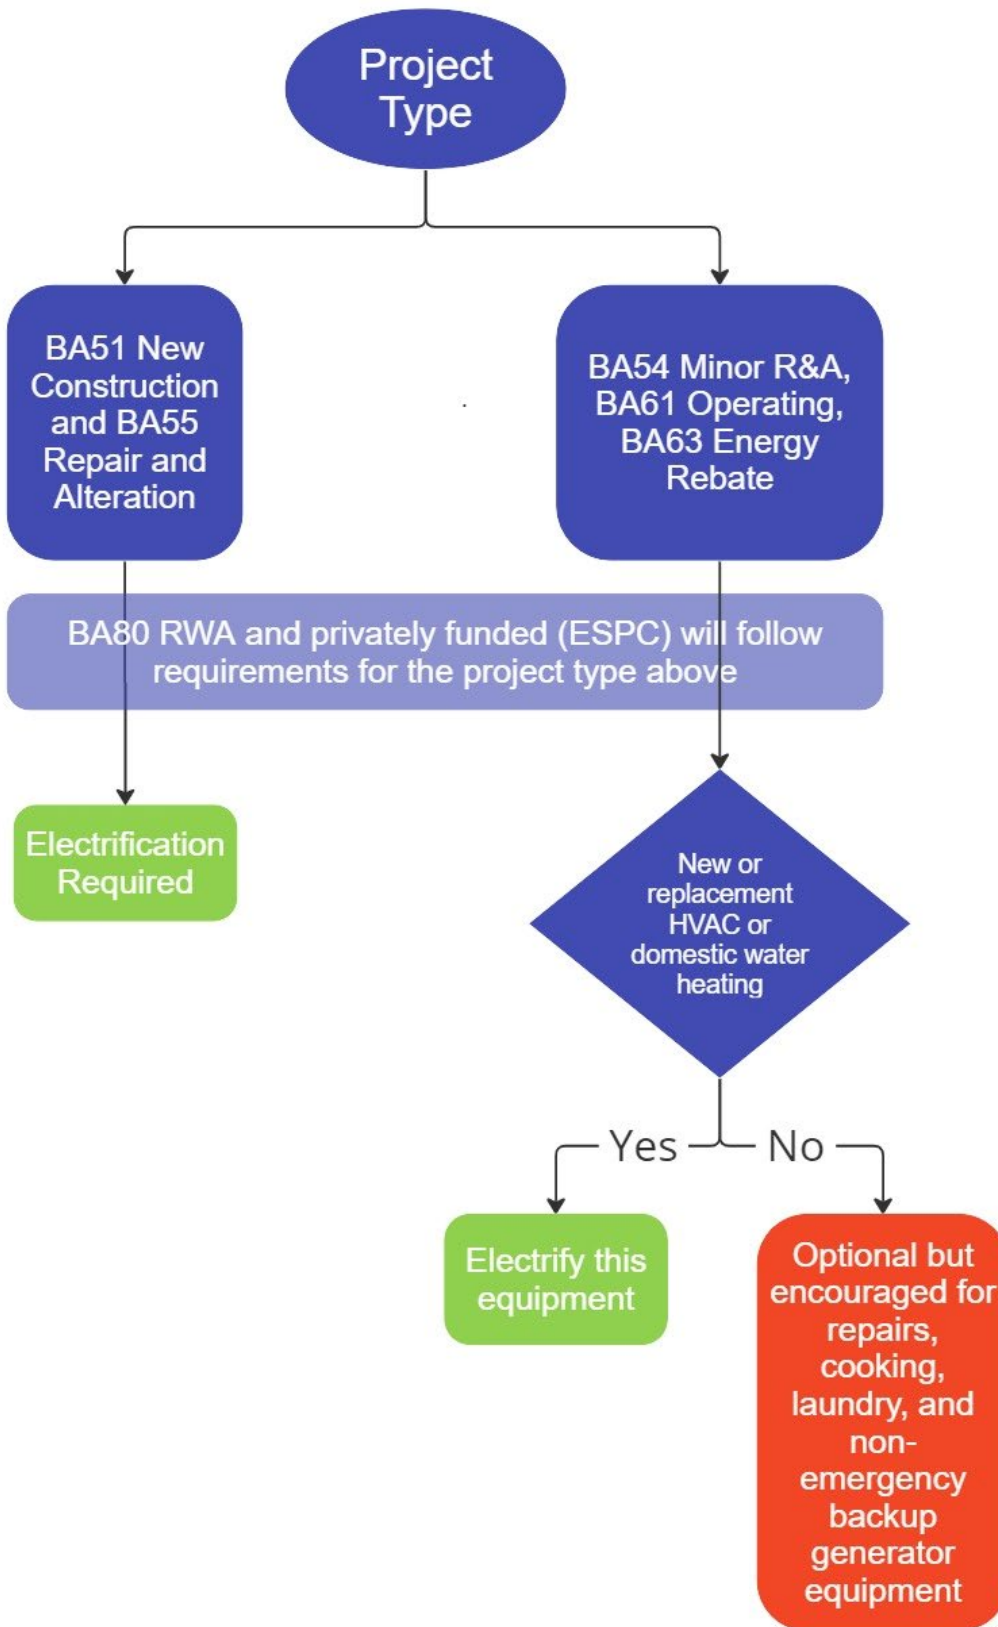 Project
Type
BA51 New
Construction
and BA55
Repair and
Alteration
BA54 Minor R&A,
BA61 Operating,
BA63 Energy
Rebate
BA80 RWA and privately funded (ESPC) will follow
requirements for the project type above
Electrification
Required
New or
replacement
HVAC or
domestic water
heating
Yes
No
Electrify this
equipment
Optional but
encouraged for
repairs,
cooking,
laundry, and
non-
emergency
backup
generator
equipment